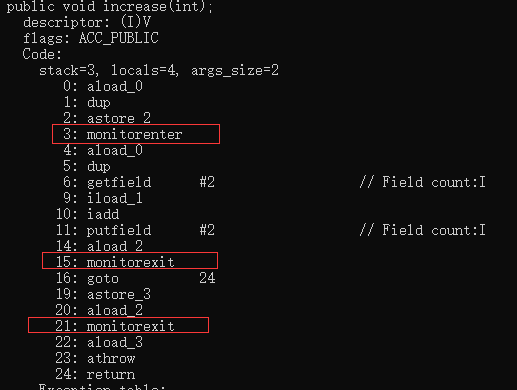 public void increase(int);
descriptor: (I)V
flags: ACC_PUBLIC
Code:
stack=3, locals=4, args_size=2
0: aload_0
1: dup
2: astore_2
3: monitorenter
4: aload_0
5: dup
6: getfield #2 // Field count:I
9: iload_1
10: iadd
11: putfield #2 // Field count:I
14: aload_2
15: monitorexit
16: goto 24
19: astore_3
20: aload_2
21: monitorexit
22: aload_3
23: athrow
24: return
Exception table: